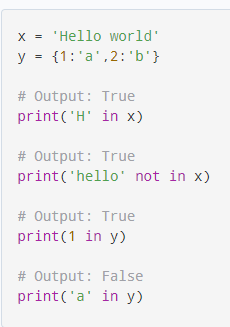 x = 'Hello world'
y = {1:'a',2:'b'}
# Output: True
print('H' in x)
# Output: True
print('hello' not in x)
# Output: True
print(1 in y)
# Output: False
print('a' in y)